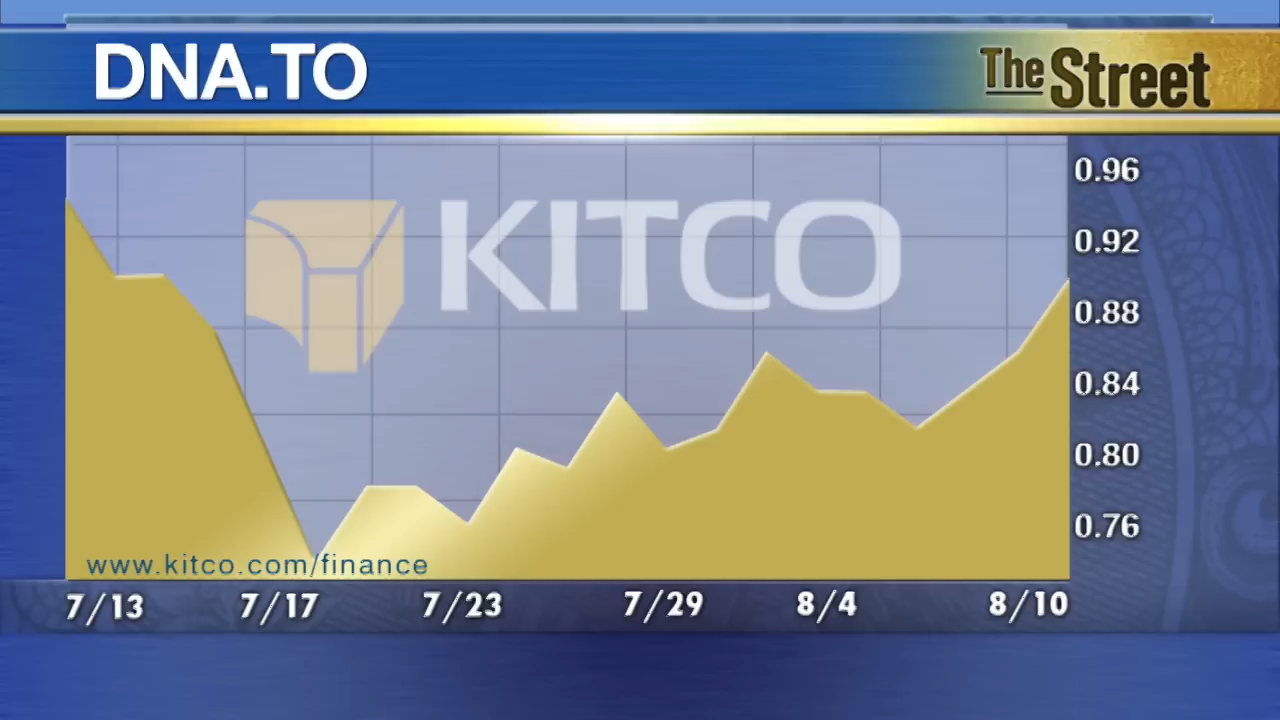 DNA.TO
The Street
KITCO
0.96
0.92
0.88
0.84
0.80
0.76
www.kitco.com/finance
7/13 7/17 7/23 7/29 8/4 8/10